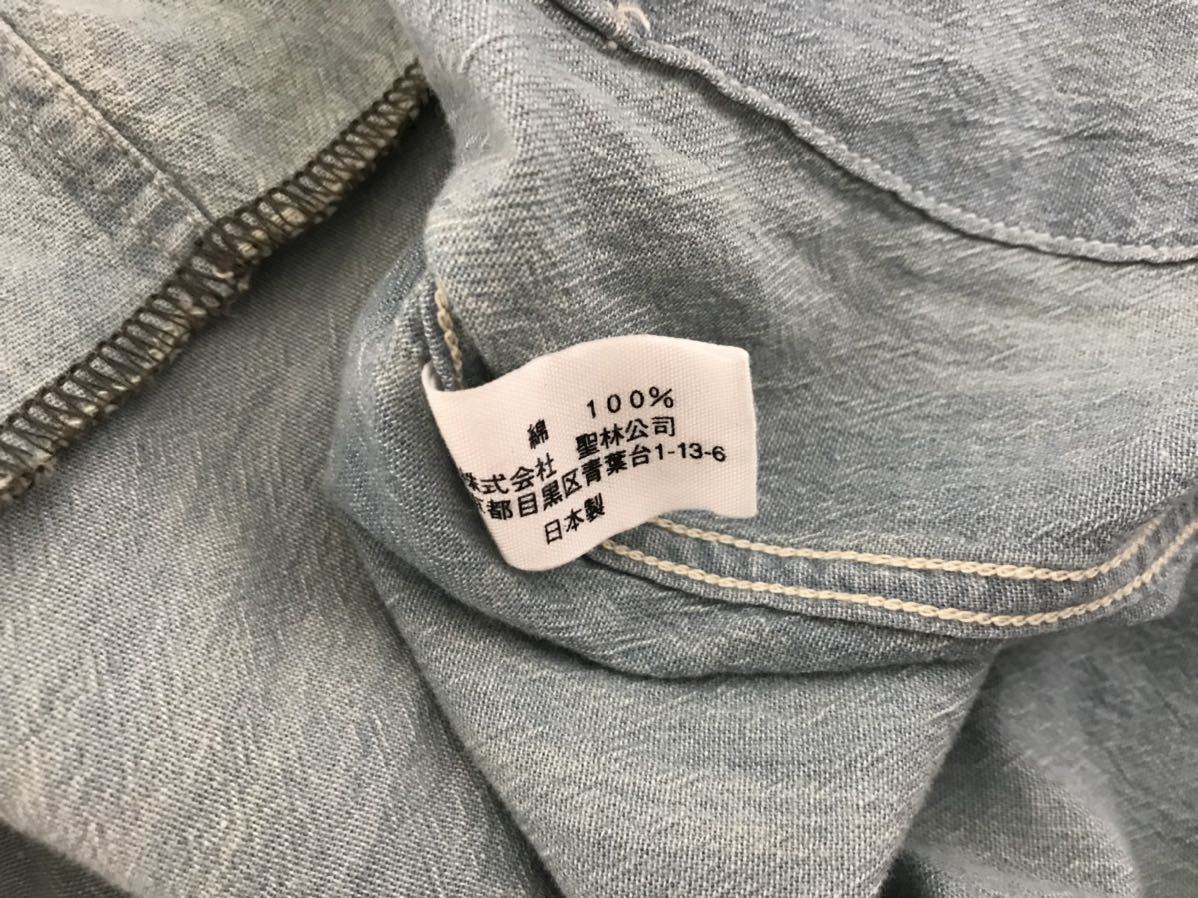 綿 100%
株式会社 聖林公司
京都目黒区青葉台1-13-6
日本製